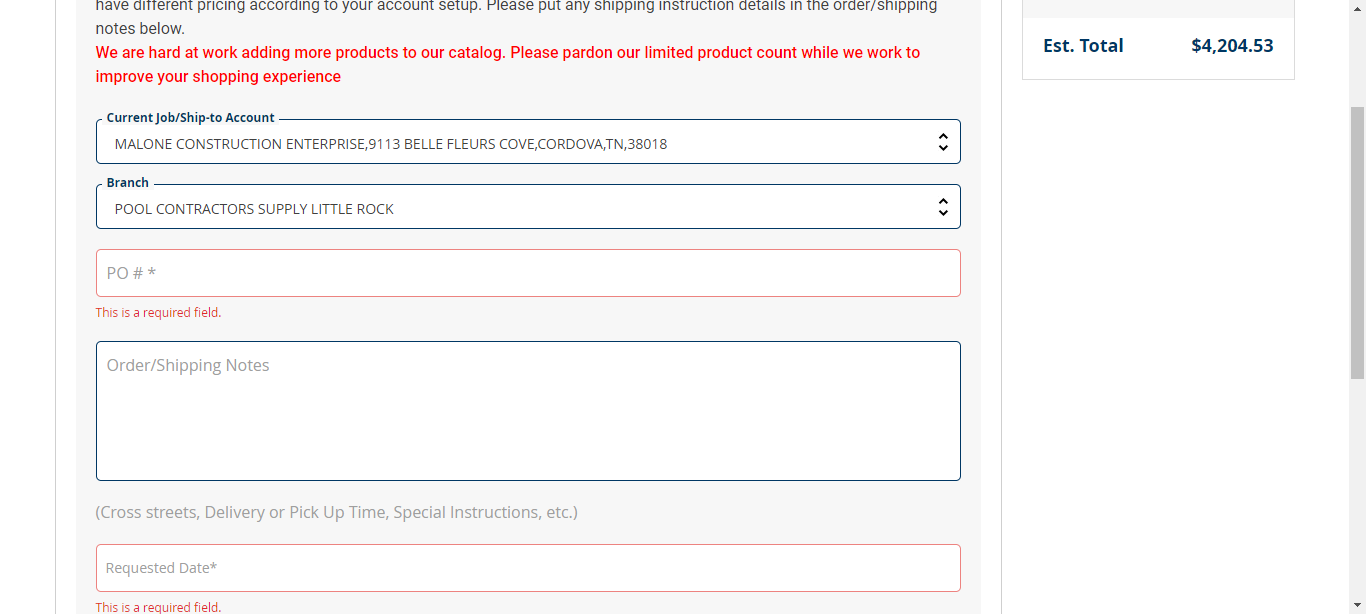 have different pricing according to your account setup. Please put any shipping instruction details in the order/shipping
notes below.
We are hard at work adding more products to our catalog. Please pardon our limited product count while we work to
improve your shopping experience
Current Job/Ship-to Account
MALONE CONSTRUCTION ENTERPRISE,9113 BELLE FLEURS COVE,CORDOVA,TN,38018
Branch
POOL CONTRACTORS SUPPLY LITTLE ROCK
PO # *
This is a required field.
Order/Shipping Notes
(Cross streets, Delivery or Pick Up Time, Special Instructions, etc.)
Requested Date*
This is a required field.
Est. Total $4,204.53